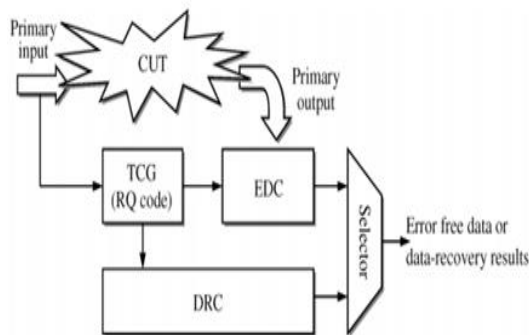 Primary
input
CUT
Primary
output
TCG
(RQ code)
EDC
Selector
Error free data or
data-recovery results
DRC